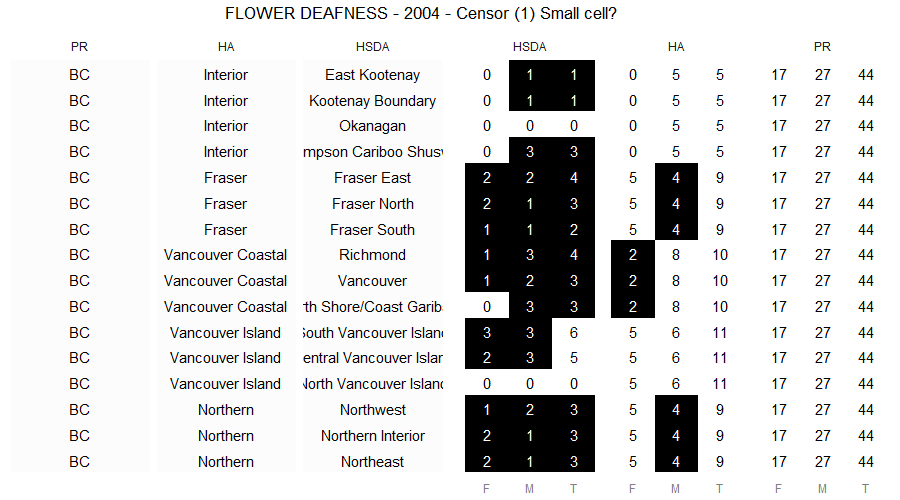 FLOWER DEAFNESS - 2004 - Censor (1) Small cell?
PR HA HSDA HSDA HA PR
BC Interior East Kootenay 0 1 1 0 5 5 17 27 44
BC Interior Kootenay Boundary 0 1 1 0 5 5 17 27 44
BC Interior Okanagan 0 0 0 0 5 5 17 27 44
BC Interior mpson Cariboo Shusw 0 3 3 0 5 5 17 27 44
BC Fraser Fraser East 2 2 4 5 4 9 17 27 44
BC Fraser Fraser North 2 1 3 5 4 9 17 27 44
BC Fraser Fraser South 1 1 2 5 4 9 17 27 44
BC Vancouver Coastal Richmond 1 3 4 2 8 10 17 27 44
BC Vancouver Coastal Vancouver 1 2 3 2 8 10 17 27 44
BC Vancouver Coastal rth Shore/Coast Garib 0 3 3 2 8 10 17 27 44
BC Vancouver Island South Vancouver Island 3 3 6 5 6 11 17 27 44
BC Vancouver Island entral Vancouver Islan 2 3 5 5 6 11 17 27 44
BC Vancouver Island North Vancouver Island 0 0 0 5 6 11 17 27 44
BC Northern Northwest 1 2 3 5 4 9 17 27 44
BC Northern Northern Interior 2 1 3 5 4 9 17 27 44
BC Northern Northeast 2 1 3 5 4 9 17 27 44
F M T F M T F M T